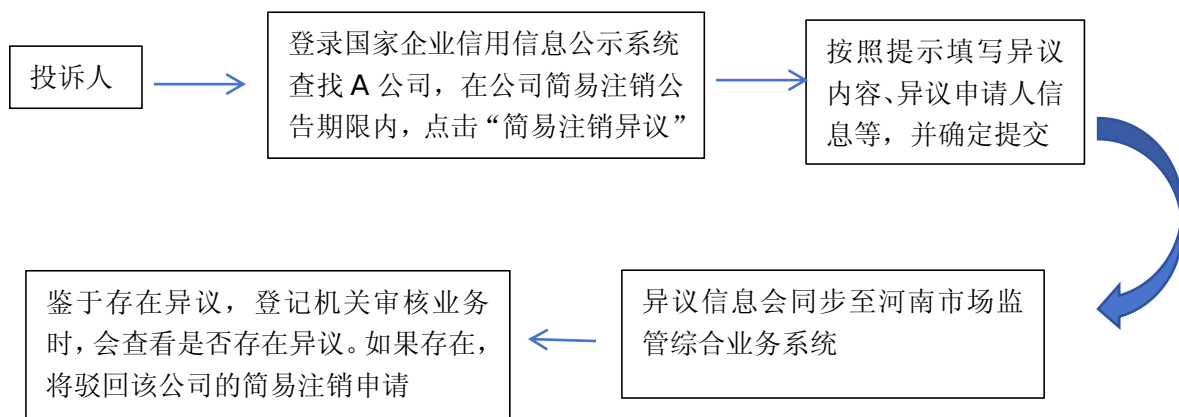 投诉人
登录国家企业信用信息公示系统
查找 A 公司，在公司简易注销公
告期限内，点击“简易注销异议”
按照提示填写异议
内容、异议申请人信
息等，并确定提交
异议信息会同步至河南市场监
管综合业务系统
鉴于存在异议，登记机关审核业务
时，会查看是否存在异议。如果存在，
将驳回该公司的简易注销申请